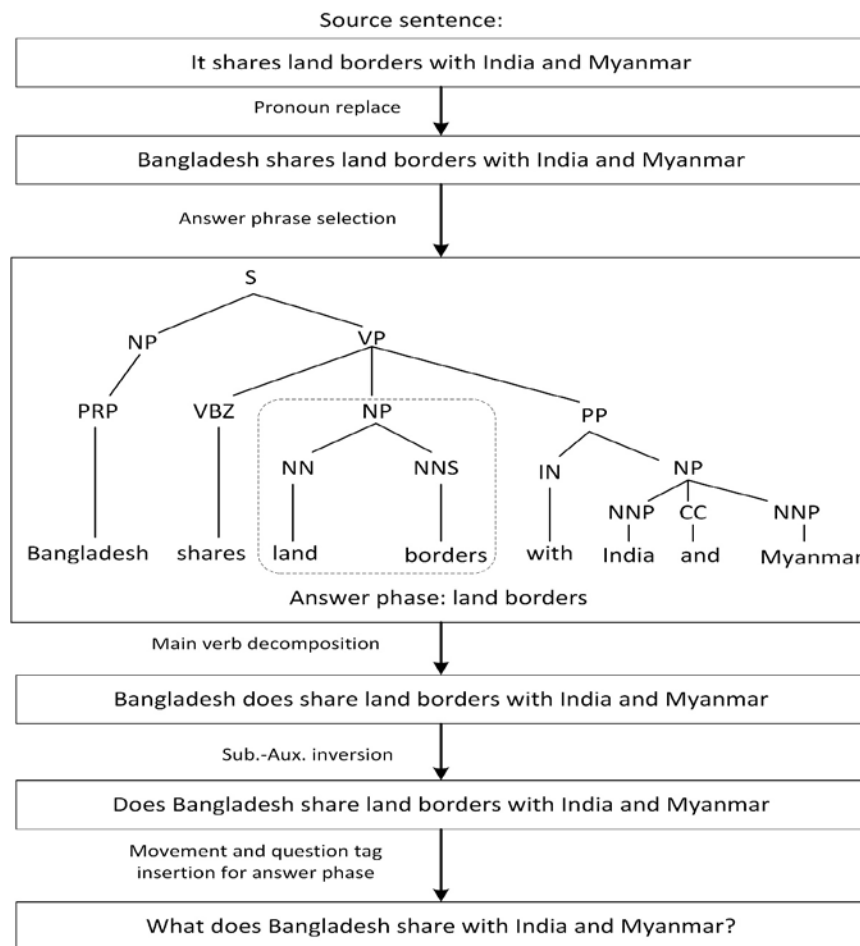 Source sentence:
It shares land borders with India and Myanmar
Pronoun replace
Bangladesh shares land borders with India and Myanmar
Answer phrase selection
S
NP VP
PRP VBZ NP PP
NN NNS IN NP
NNP CC NNP
Bangladesh shares land borders with India and Myanmar
Answer phase: land borders
Main verb decomposition
Bangladesh does share land borders with India and Myanmar
Sub.-Aux. inversion
Does Bangladesh share land borders with India and Myanmar
Movement and question tag
insertion for answer phase
What does Bangladesh share with India and Myanmar?